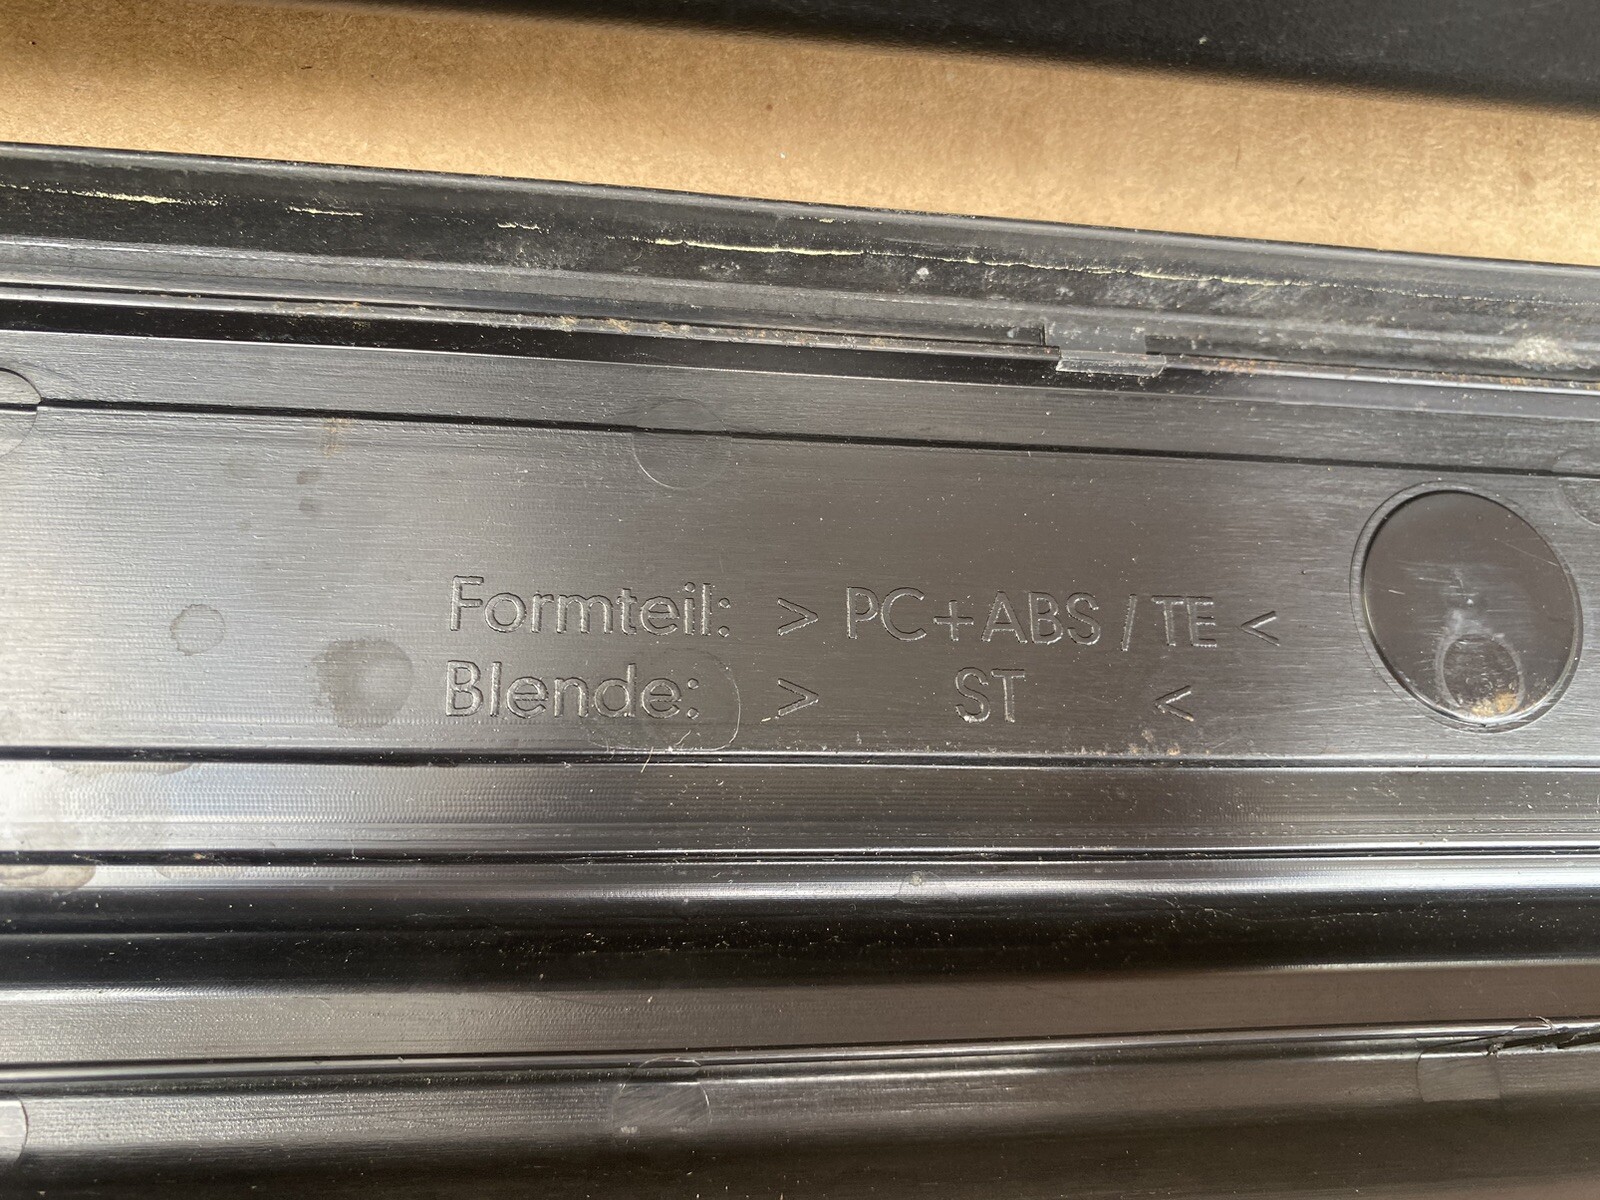 Formteil: > PC+ABS / TE <
Blende: > ST <